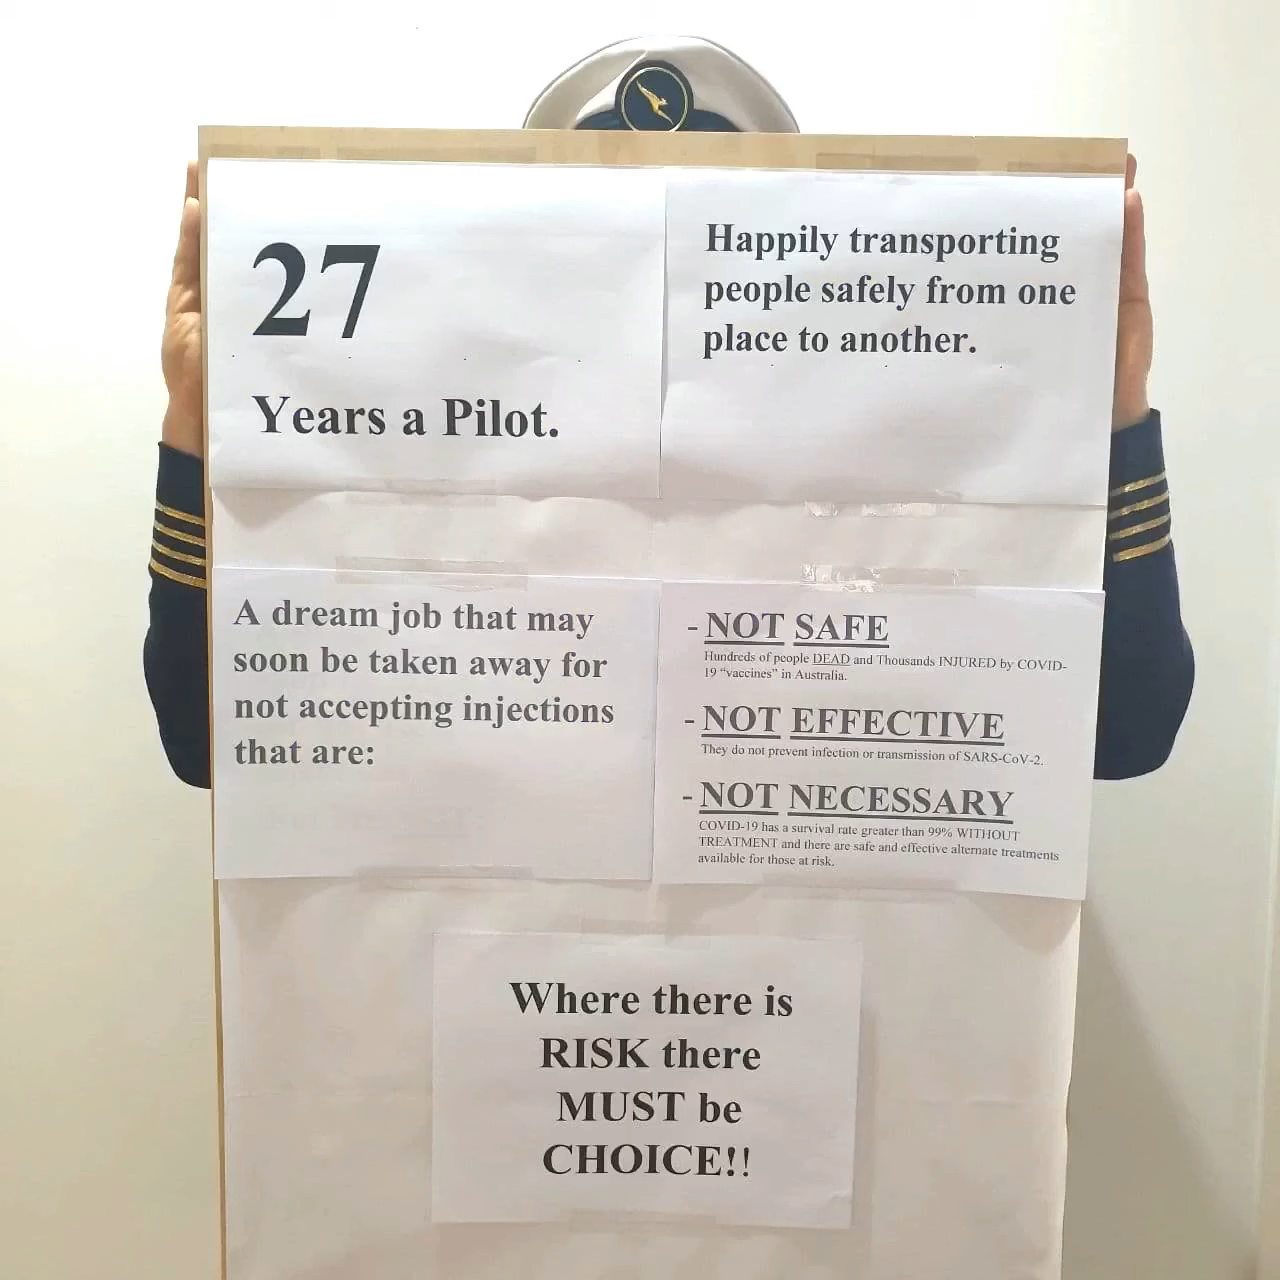 27
Years a Pilot.
Happily transporting
people safely from one
place to another.
A dream job that may
soon be taken away for
not accepting injections
that are:
- NOT SAFE
Hundreds of people DEAD and Thousands INJURED by COVID-
19 “vaccines” in Australia.
- NOT EFFECTIVE
They do not prevent infection or transmission of SARS-CoV-2.
- NOT NECESSARY
COVID-19 has a survival rate greater than 99% WITHOUT
TREATMENT and there are safe and effective alternate treatments
available for those at risk.
Where there is
RISK there
MUST be
CHOICE!!